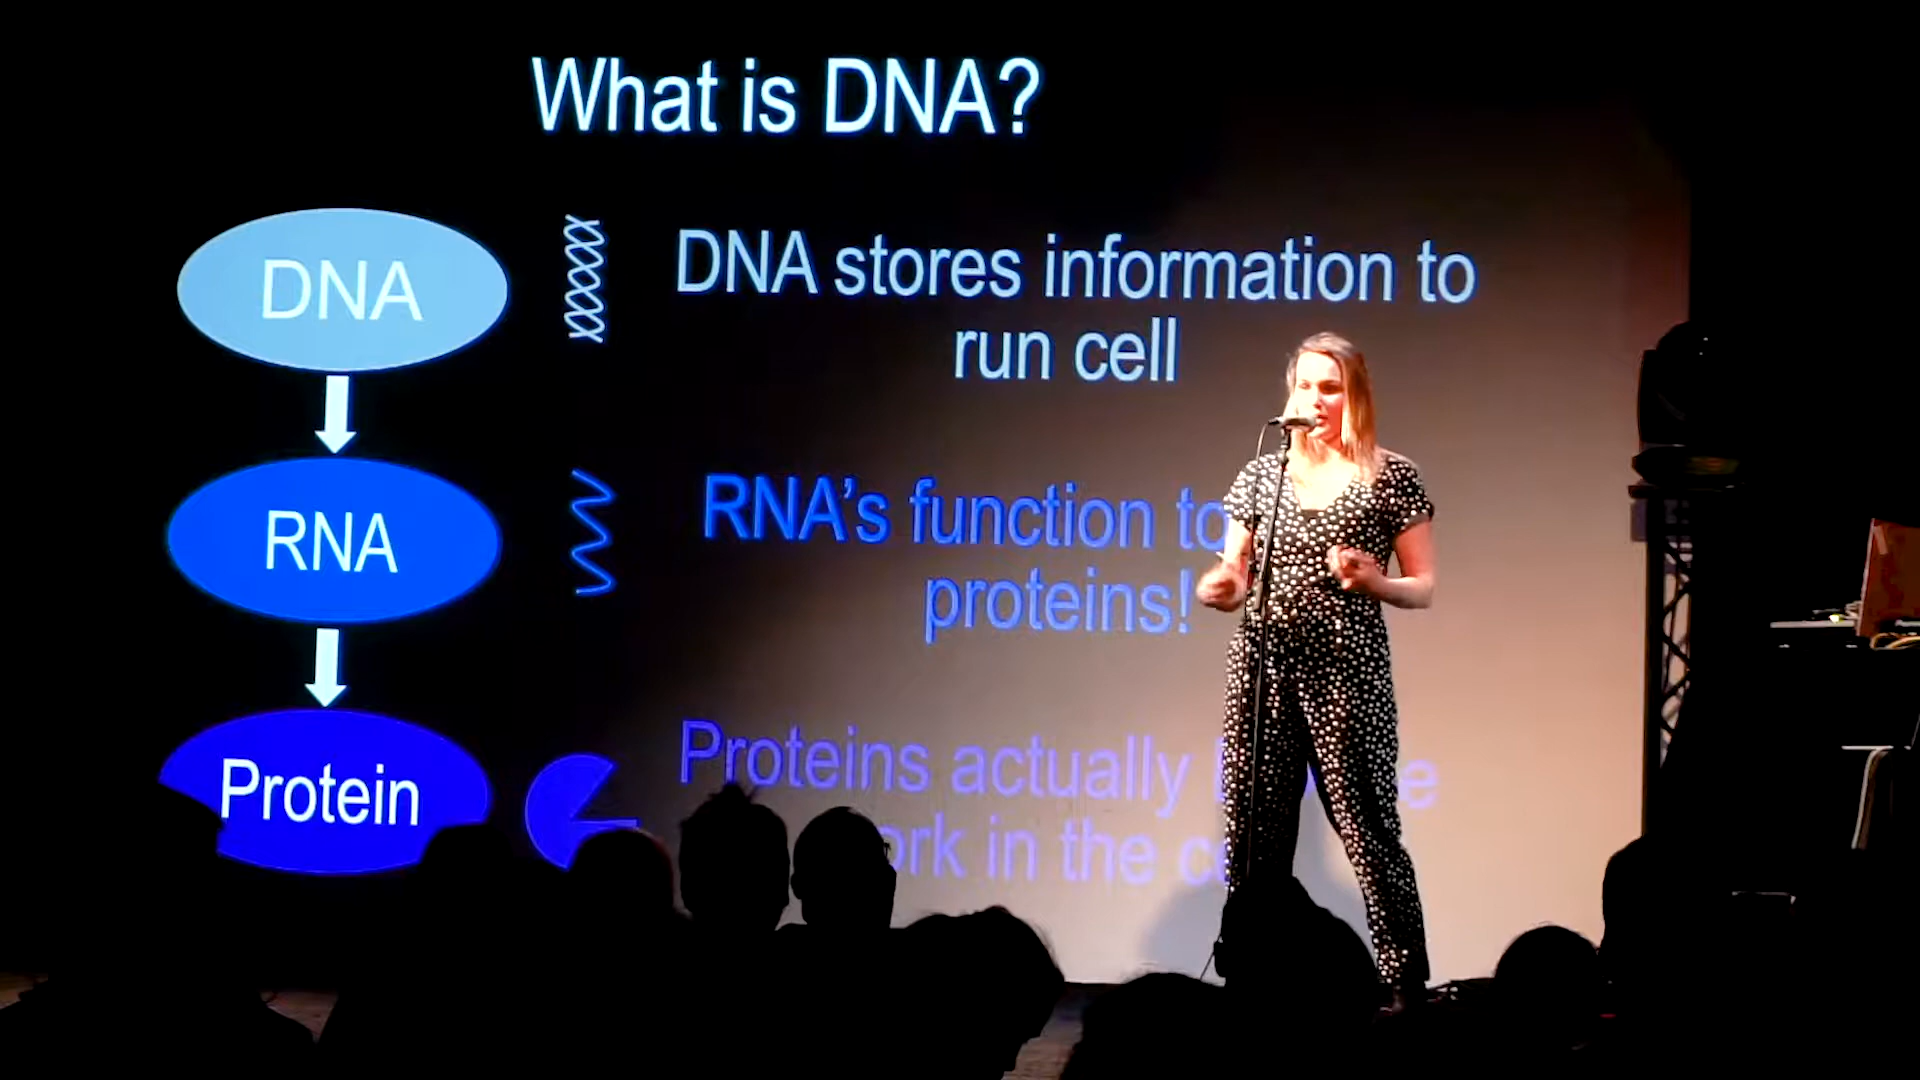 What is DNA?
DNA
DNA stores information to
run cell
RNA
RNA's function to
proteins!
Protein
Proteins actually
in the